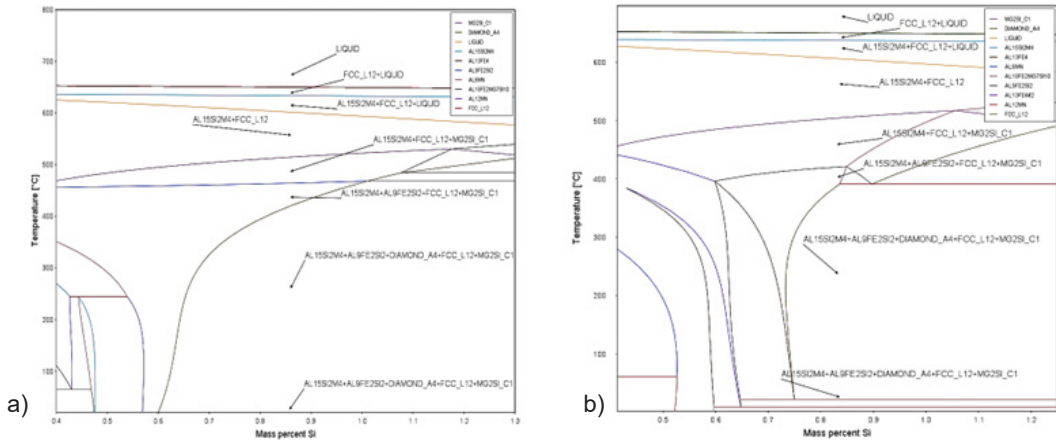 800
700
600
500
400
300
200
100
Temperature [°C]
0.4 0.5 0.6 0.7 0.8 0.9 1.0 1.1 1.2 1.3
Mass percent Si
LIQUID
FCC_L12+LIQUID
AL15SI2M4+FCC_L12+LIQUID
AL15SI2M4+FCC_L12
AL15SI2M4+FCC_L12+MG2SI_C1
AL15SI2M4+AL9FE2SI2+FCC_L12+MG2SI_C1
AL15SI2M4+AL9FE2SI2+DIAMOND_A4+FCC_L12+MG2SI_C1
AL15SI2M4+AL9FE2SI2+DIAMOND_A4+FCC_L12+MG2SI_C1
MG2SI_C1
DIAMOND_A4
LIQUID
AL15SI2M4
AL13FE4
AL9FE2SI2
AL6MN
AL12MN
FCC_L12
a)
600
500
400
300
200
100
Temperature [°C]
0.5 0.6 0.7 0.8 0.9 1.0 1.1
Mass percent Si
LIQUID
FCC_L12+LIQUID
AL15SI2M4+FCC_L12+LIQUID
AL15SI2M4+FCC_L12
AL15SI2M4+FCC_L12+MG2SI_C1
AL15SI2M4+AL9FE2SI2+FCC_L12+MG2SI_C1
AL15SI2M4+AL9FE2SI2+DIAMOND_A4+FCC_L12+MG2SI_C1
AL15SI2M4+AL9FE2SI2+DIAMOND_A4+FCC_L12+MG2SI_C1
MG2SI_C1
DIAMOND_A4
LIQUID
AL15SI2M4
AL13FE4
AL6MN
AL9FE2SI2
AL12MN
FCC_L12
b)